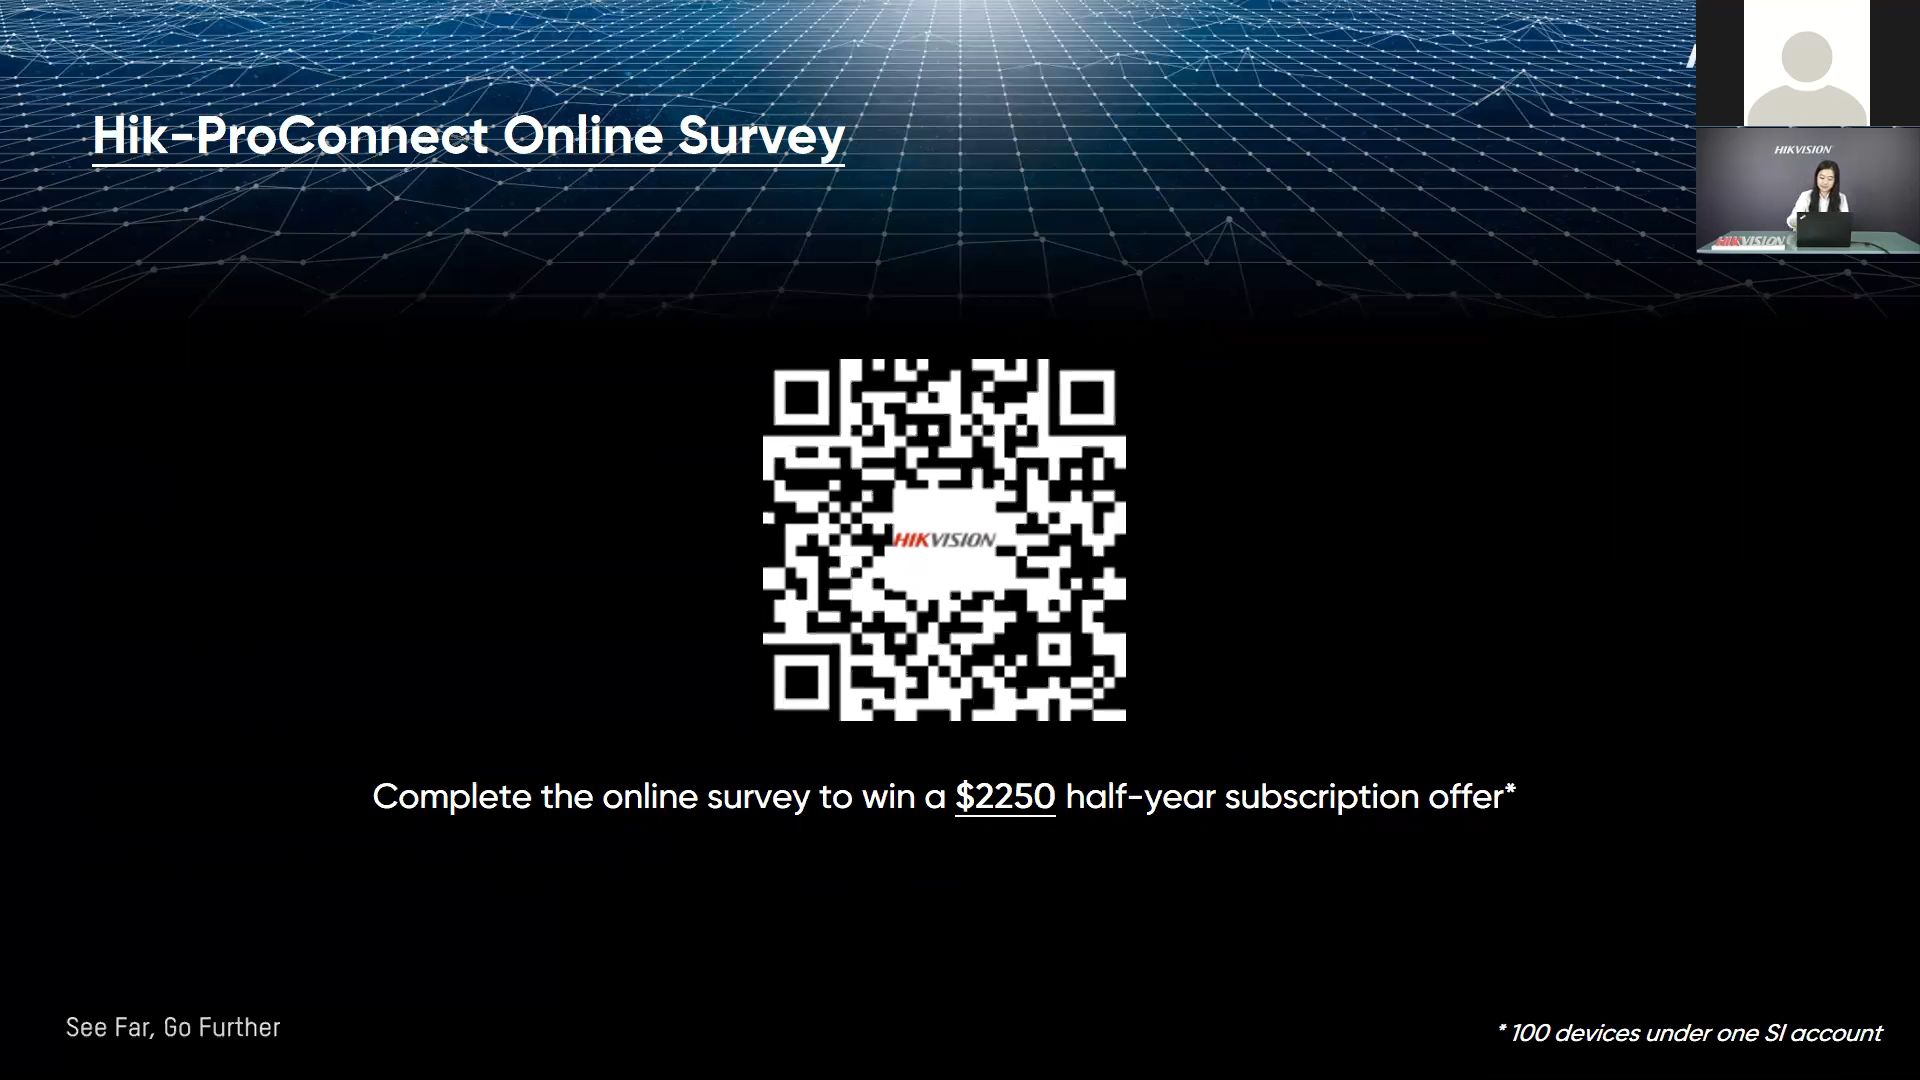 Hik-ProConnect Online Survey
HIKVISION
HIKVISION
HIKVISION
Complete the online survey to win a $2250 half-year subscription offer*
See Far, Go Further
* 100 devices under one SI account